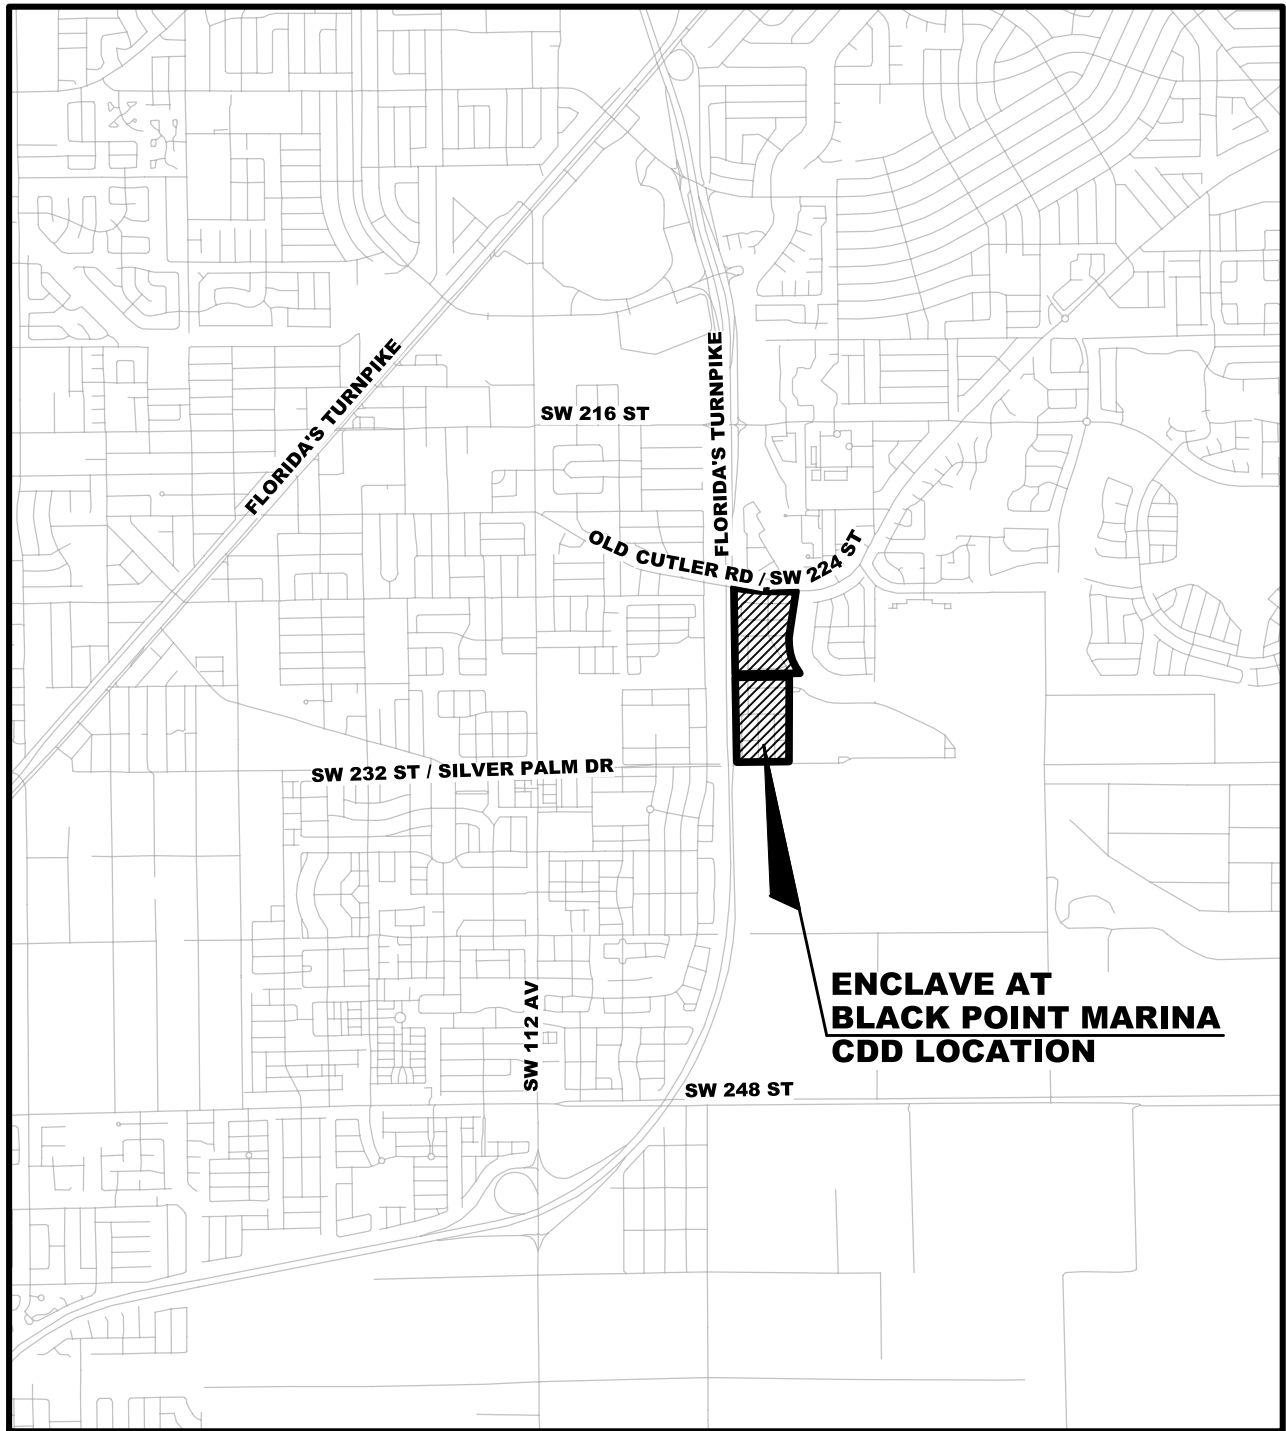 FLORIDA'S TURNPIKE
FLORIDA'S TURNPIKE
SW 216 ST
OLD CUTLER RD / SW 224 ST
SW 232 ST / SILVER PALM DR
ENCLAVE AT
BLACK POINT MARINA
CDD LOCATION
SW 112 AV
SW 248 ST